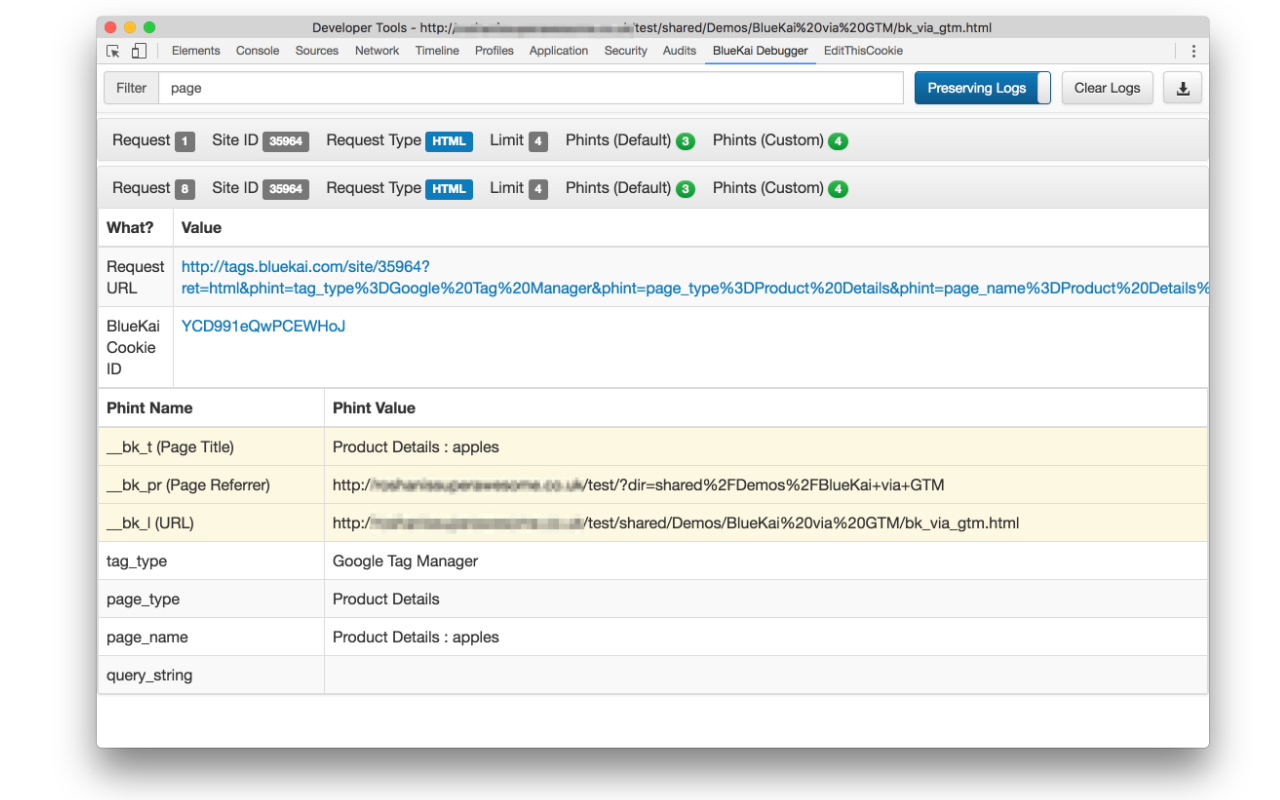 Developer Tools - http:/ /test/shared/Demos/BlueKai%20via%20GTM/bk_via_gtm.html
Elements Console Sources Network Timeline Profiles Application Security Audits BlueKai Debugger EditThisCookie
Filter page Preserving Logs Clear Logs
Request 1 Site ID 35964 Request Type HTML Limit 4 Phints (Default) 3 Phints (Custom) 4
Request 8 Site ID 35964 Request Type HTML Limit 4 Phints (Default) 3 Phints (Custom) 4
What? Value
Request URL http://tags.bluekai.com/site/35964?
ret=html&phint=tag_type%3DGoogle%20Tag%20Manager&phint=page_type%3DProduct%20Details&phint=page_name%3DProduct%20Details%
BlueKai YCD991eQwPCEWHoJ
Cookie
ID
Phint Name Phint Value
__bk_t (Page Title) Product Details : apples
__bk_pr (Page Referrer) http:/ /test/?dir=shared%2FDemos%2FBlueKai+via+GTM
__bk_l (URL) http:/ /test/shared/Demos/BlueKai%20via%20GTM/bk_via_gtm.html
tag_type Google Tag Manager
page_type Product Details
page_name Product Details : apples
query_string